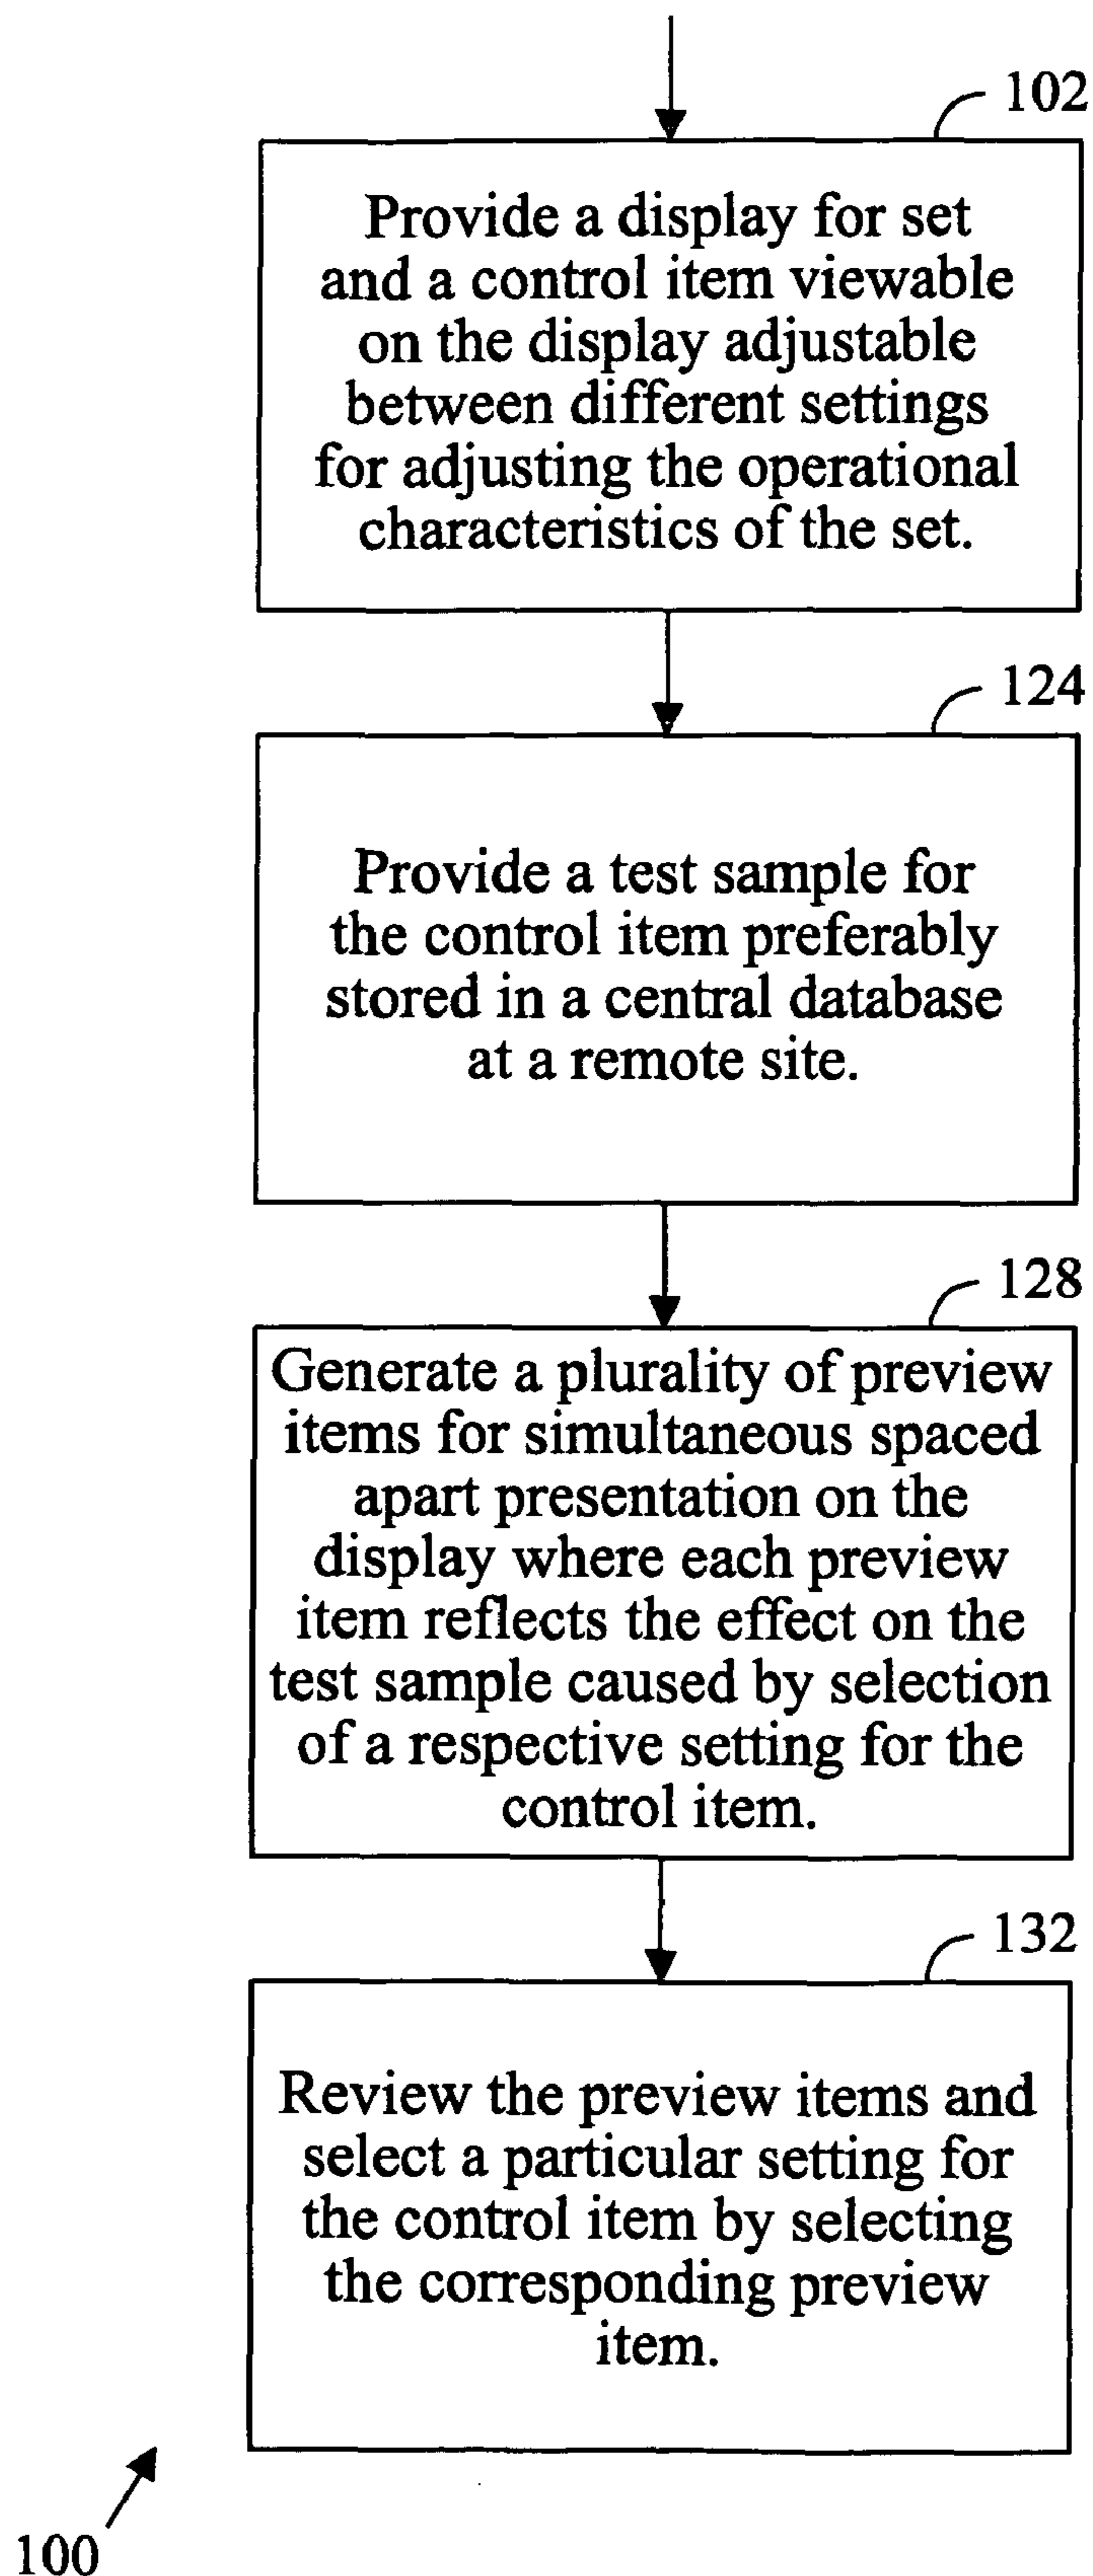 102
Provide a display for set
and a control item viewable
on the display adjustable
between different settings
for adjusting the operational
characteristics of the set.
124
Provide a test sample for
the control item preferably
stored in a central database
at a remote site.
128
Generate a plurality of preview
items for simultaneous spaced
apart presentation on the
display where each preview
item reflects the effect on the
test sample caused by selection
of a respective setting for the
control item.
132
Review the preview items and
select a particular setting for
the control item by selecting
the corresponding preview
item.
100